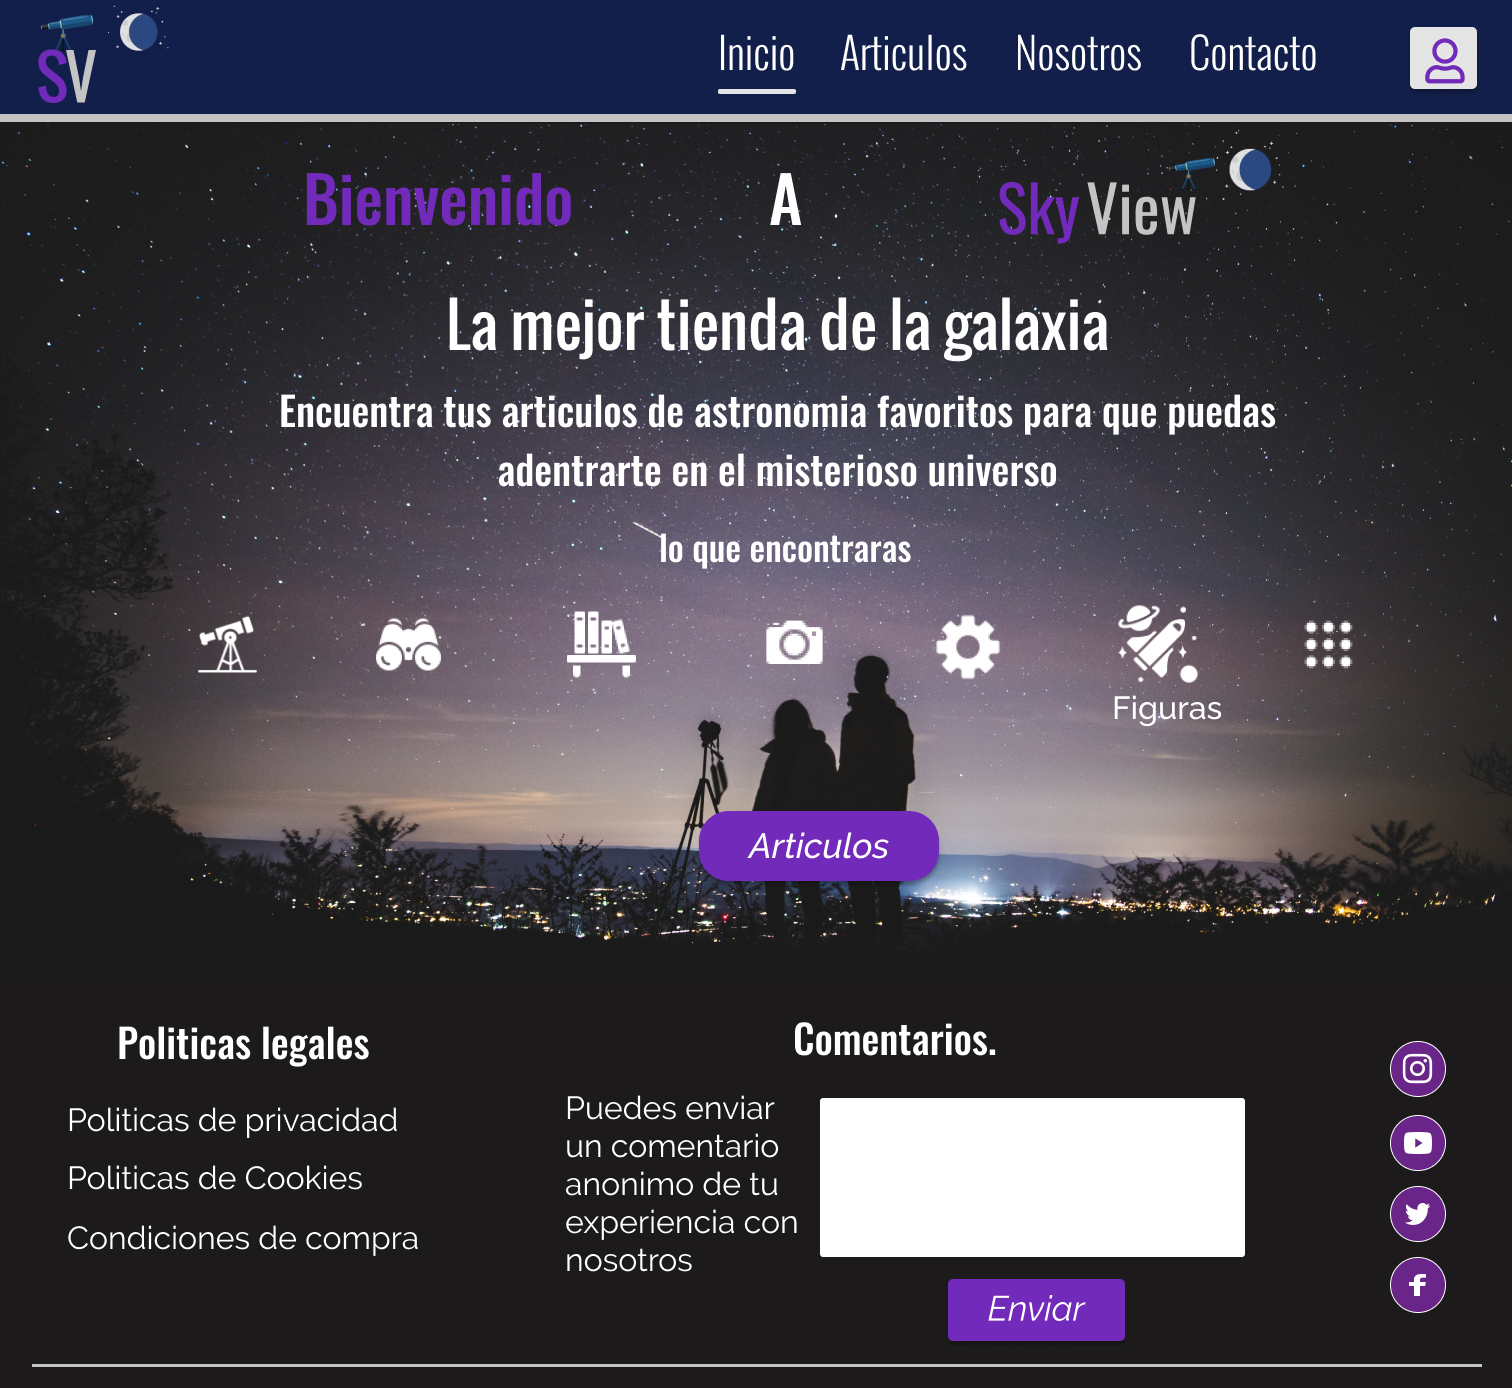 SV
Inicio Articulos Nosotros Contacto
Bienvenido A SkyView
La mejor tienda de la galaxia
Encuentra tus articulos de astronomia favoritos para que puedas
adentrarte en el misterioso universo
lo que encontraras
Figuras
Articulos
Politicas legales
Politicas de privacidad
Politicas de Cookies
Condiciones de compra
Comentarios.
Puedes enviar
un comentario
anonimo de tu
experiencia con
nosotros
Enviar